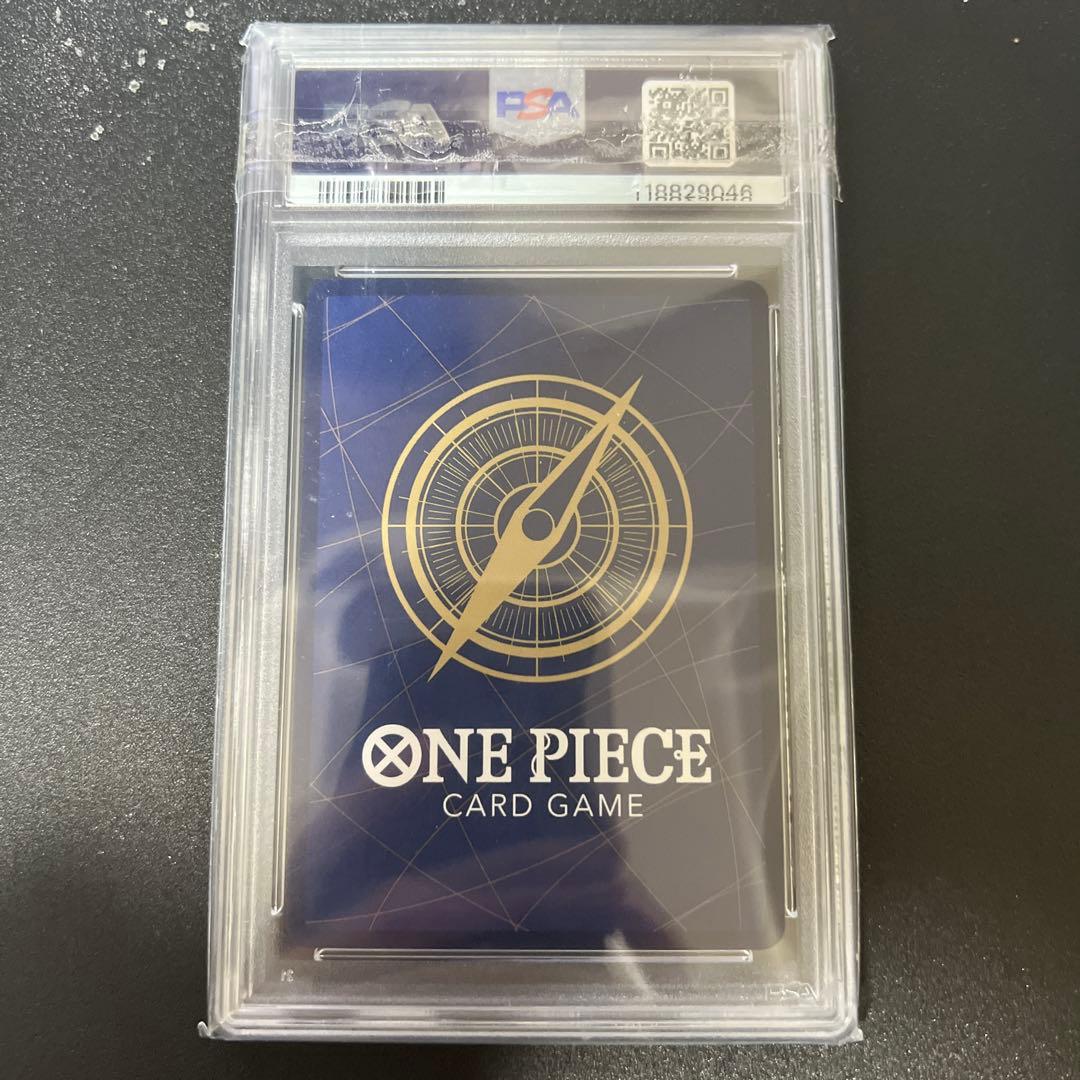 PSA
118829046
ONE PIECE
CARD GAME